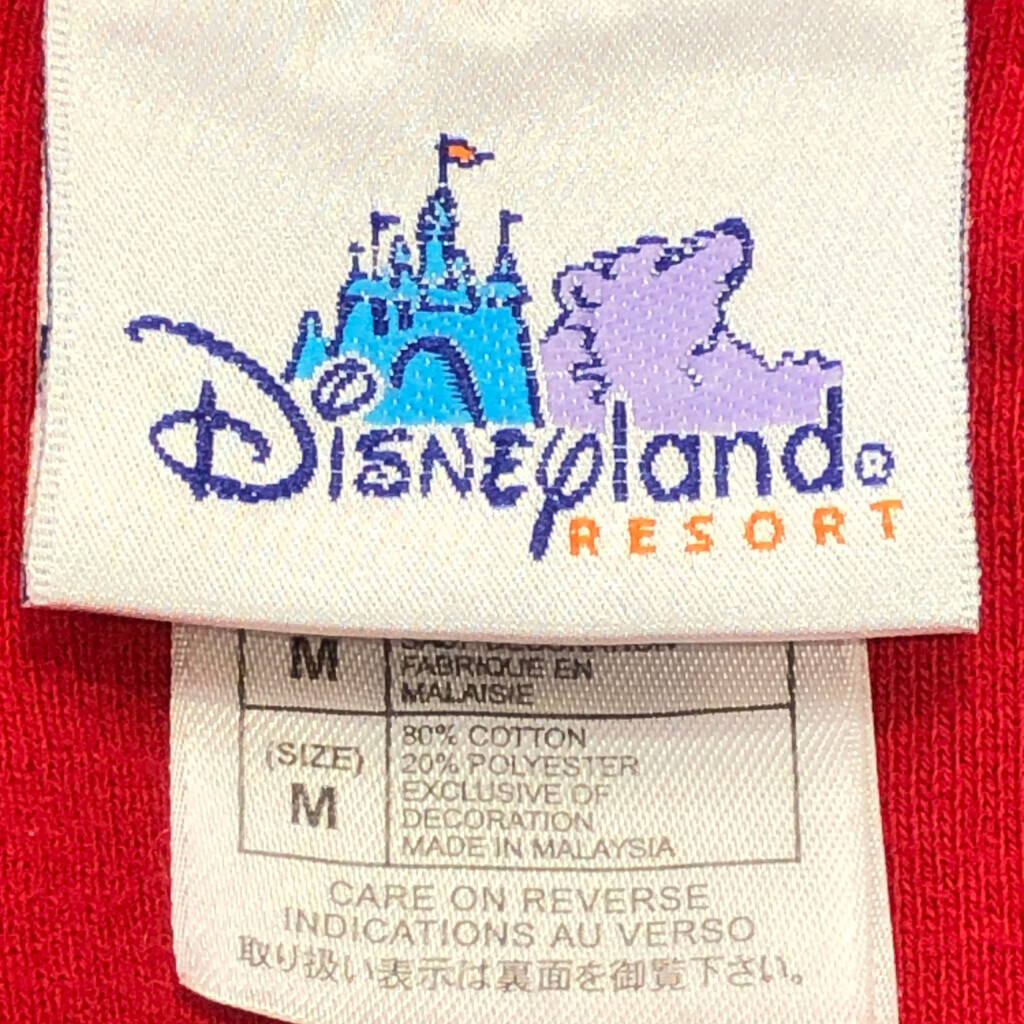 DISNEYland®
RESORT
M
FABRIQUÉ EN
MALAISIE
(SIZE)
M
80% COTTON
20% POLYESTER
EXCLUSIVE OF
DECORATION
MADE IN MALAYSIA
CARE ON REVERSE
INDICATIONS AU VERSO
取り扱い表示は裏面を御覧下さい。